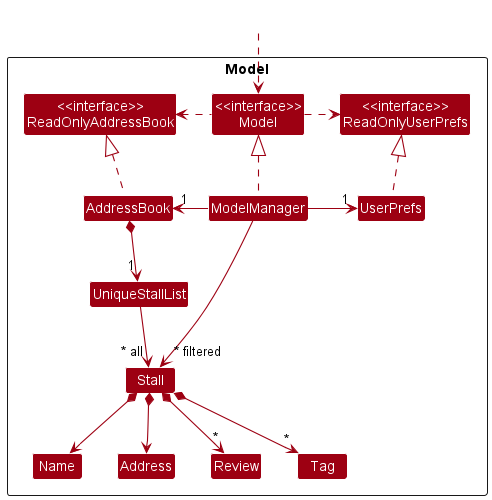 Model
<<interface>>
ReadOnlyAddressBook
<<interface>>
Model
<<interface>>
ReadOnlyUserPrefs
AddressBook
1
ModelManager
1
UserPrefs
1
UniqueStallList
* all
* filtered
Stall
*
*
Name
Address
Review
Tag